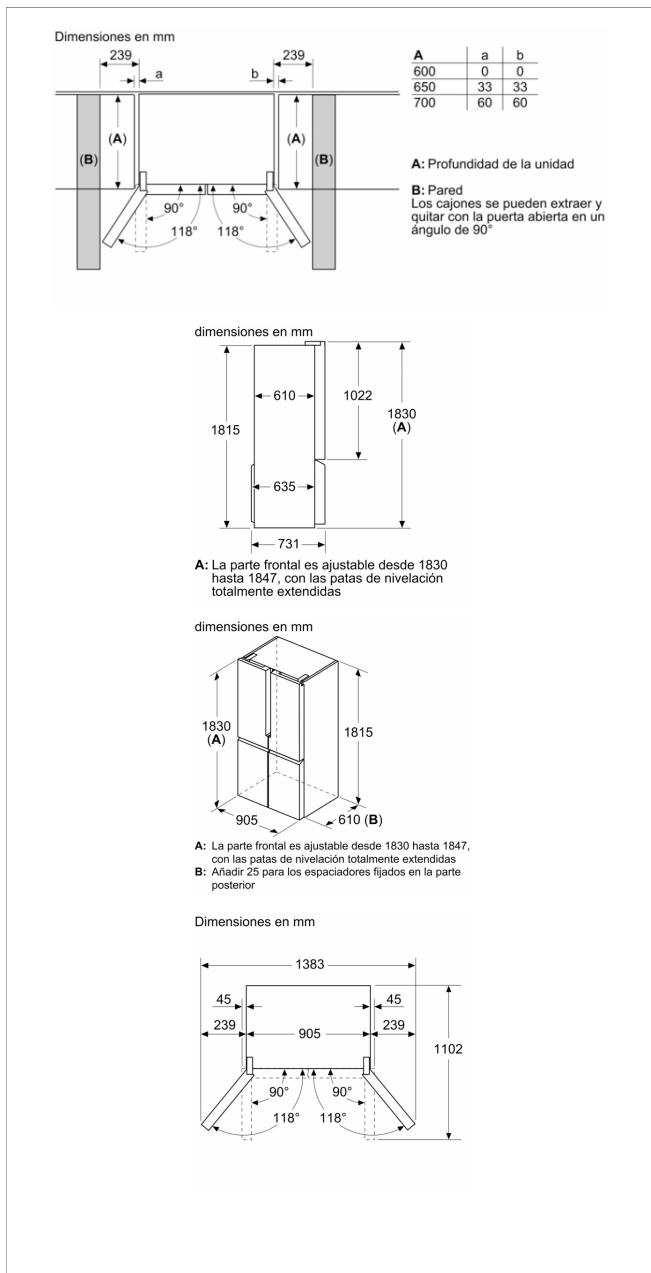 Dimensiones en mm
239
239
a
b
(A)
(A)
(B)
(B)
90°
90°
118°
118°
A a b
600 0 0
650 33 33
700 60 60
A: Profundidad de la unidad
B: Pared
Los cajones se pueden extraer y
quitar con la puerta abierta en un
ángulo de 90°
dimensiones en mm
610
1022
1815
1830
(A)
635
731
A: La parte frontal es ajustable desde 1830
hasta 1847, con las patas de nivelación
totalmente extendidas
dimensiones en mm
1830
(A)
1815
905
610 (B)
A: La parte frontal es ajustable desde 1830 hasta 1847,
con las patas de nivelación totalmente extendidas
B: Añadir 25 para los espaciadores fijados en la parte
posterior
Dimensiones en mm
1383
45
45
239
905
239
1102
90°
90°
118°
118°